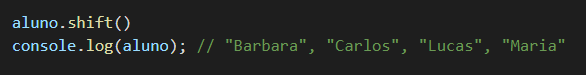 aluno.shift()
console.log(aluno); // "Barbara", "Carlos", "Lucas", "Maria"